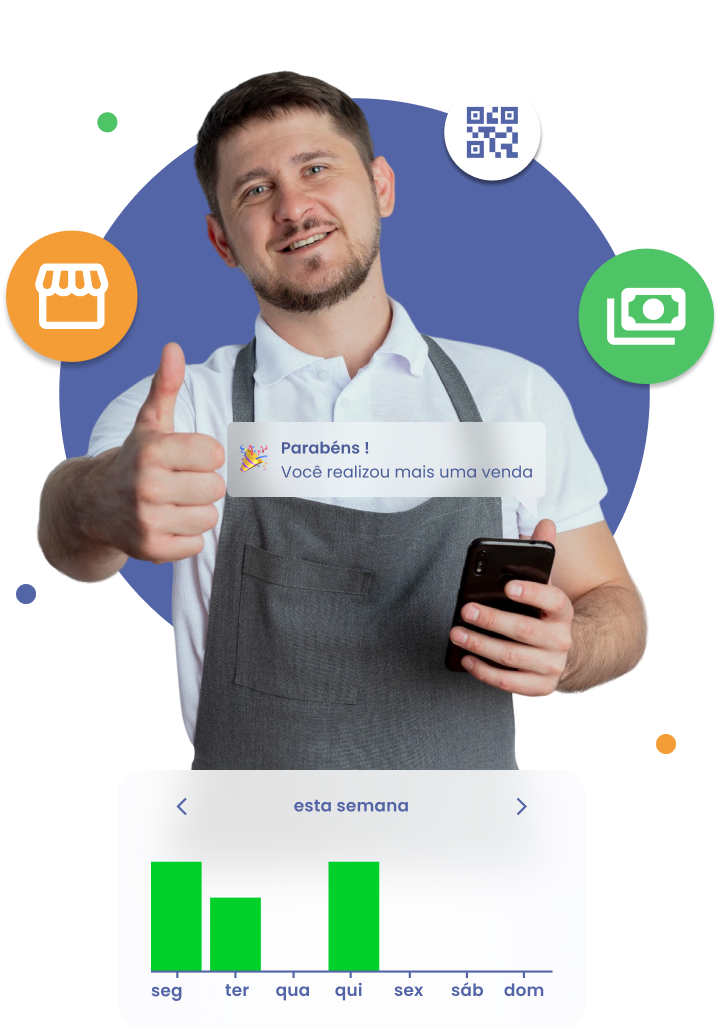 Parabéns !
Você realizou mais uma venda
esta semana
seg ter qua qui sex sáb dom